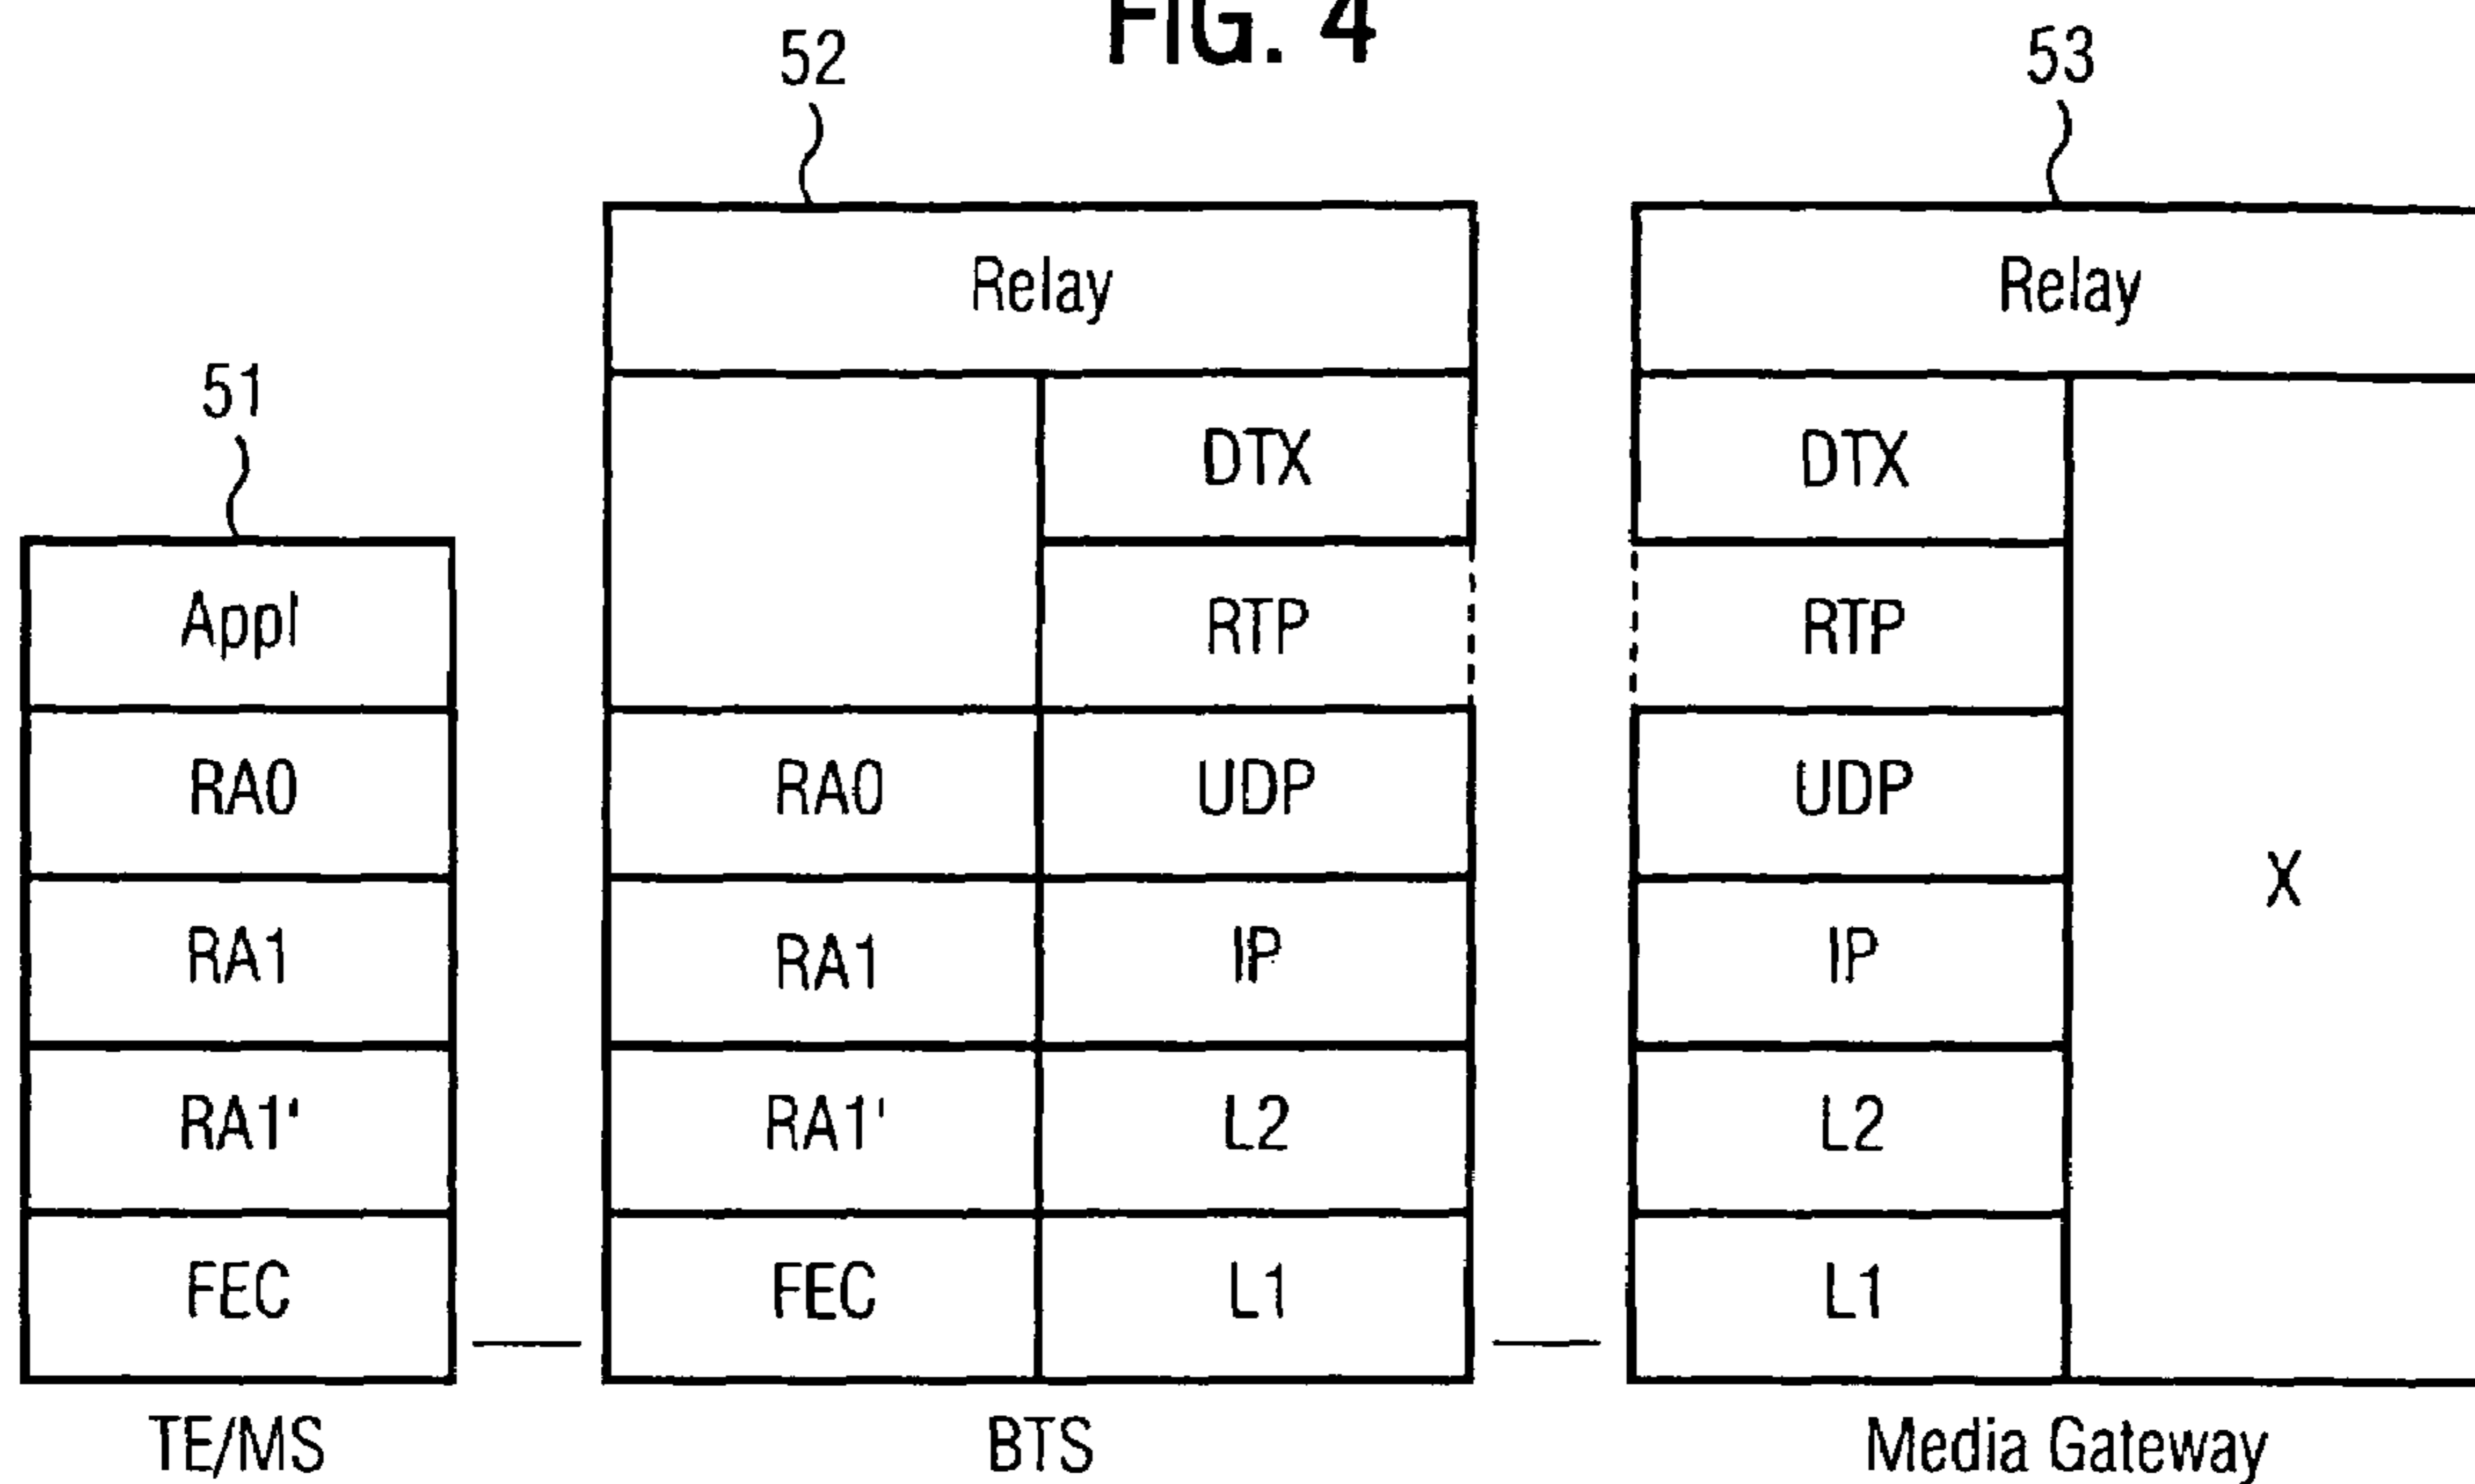 FIG. 4
52
53
51
Relay
Relay
DTX
DTX
Appl
RTP
RTP
RA0
RA0
UDP
UDP
RA1
RA1
IP
IP
X
RA1'
RA1'
L2
L2
FEC
FEC
L1
L1
TE/MS
BTS
Media Gateway